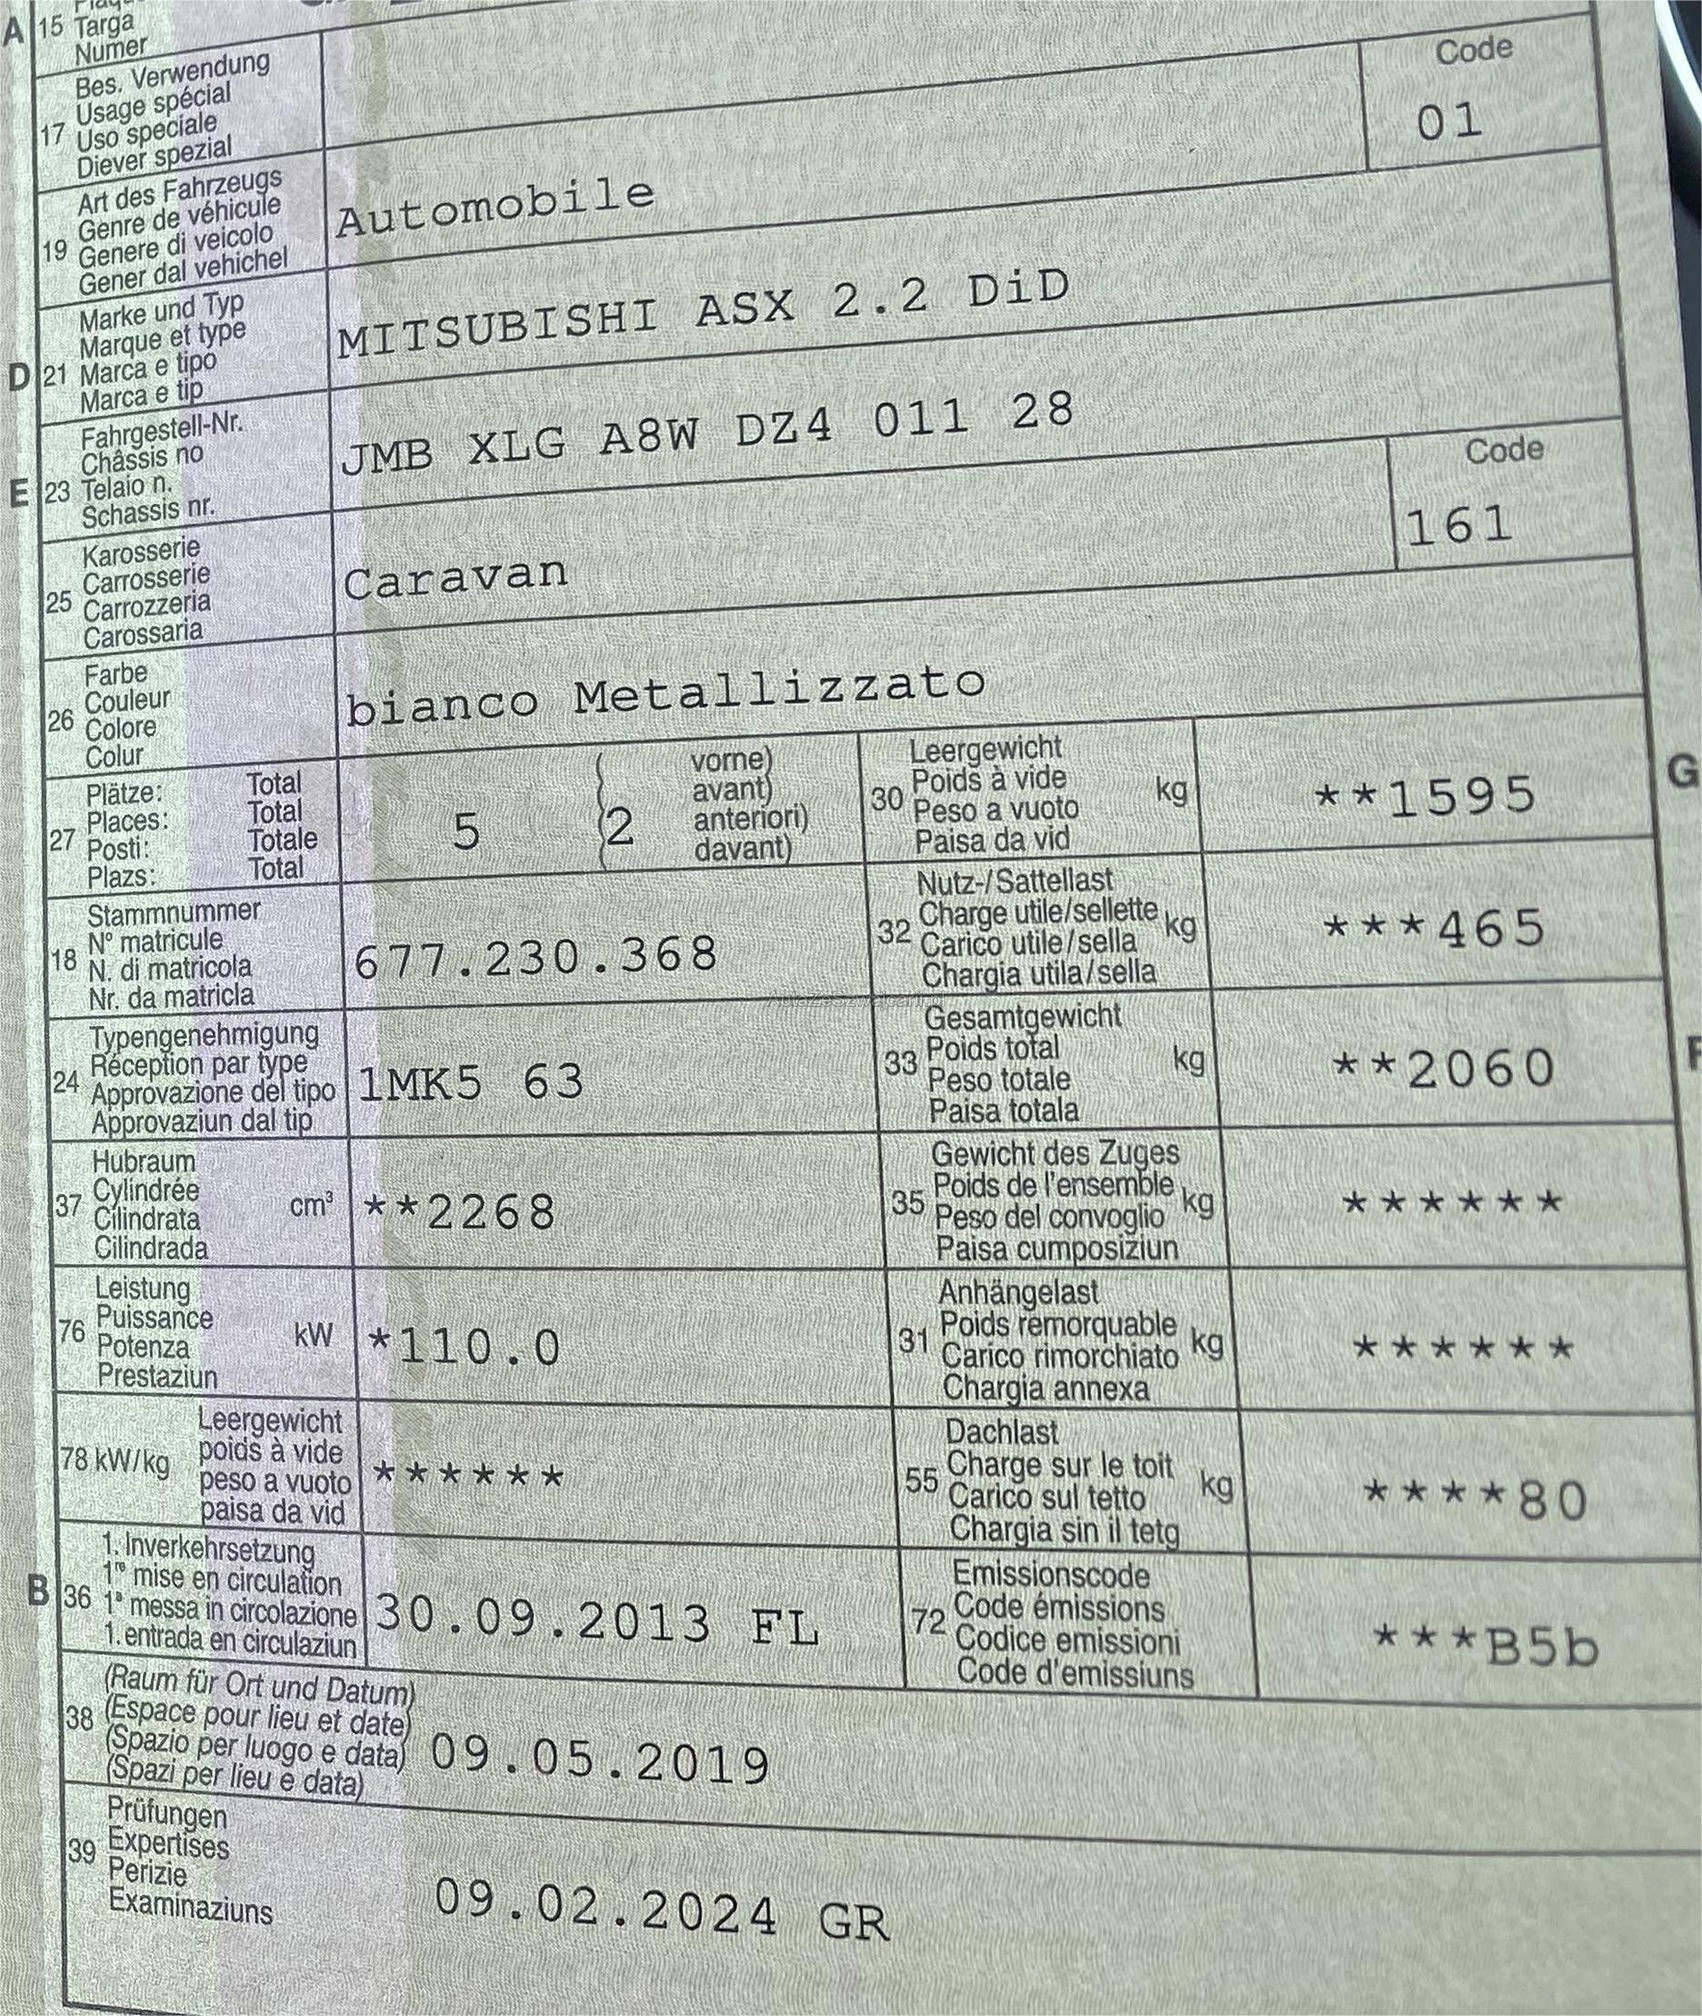 A 15 Targa
Numer
17 Bes. Verwendung
Usage spécial
Uso speciale
Diever spezial
19 Art des Fahrzeugs
Genre de véhicule
Genere di veicolo
Gener dal vehichel
Automobile
Code
01
D 21 Marke und Typ
Marque et type
Marca e tipo
Marca e tip
MITSUBISHI ASX 2.2 DiD
E 23 Fahrgestell-Nr.
Châssis no
Telaio n.
Schassis nr.
JMB XLG A8W DZ4 011 28
25 Karosserie
Carrosserie
Carrozzeria
Carossaria
Caravan
Code
161
26 Farbe
Couleur
Colore
Colur
bianco Metallizzato
27 Plätze: Total
Places: Total
Posti: Totale
Plazs: Total
5 2
vorne)
avant)
anteriori)
davant)
30 Leergewicht
Poids à vide
Peso a vuoto
Paisa da vid
kg
**1595
G
18 Stammnummer
N° matricule
N. di matricola
Nr. da matricla
677.230.368
32 Nutz-/Sattellast
Charge utile/sellette
Carico utile/sella
Chargia utila/sella
kg
***465
24 Typengenehmigung
Réception par type
Approvazione del tipo
Approvaziun dal tip
1MK5 63
33 Gesamtgewicht
Poids total
Peso totale
Paisa totala
kg
**2060
F
37 Hubraum
Cylindrée
Cilindrata
Cilindrada
cm³
**2268
35 Gewicht des Zuges
Poids de l'ensemble
Peso del convoglio
Paisa cumposiziun
kg
******
76 Leistung
Puissance
Potenza
Prestaziun
kW
*110.0
31 Anhängelast
Poids remorquable
Carico rimorchiato
Chargia annexa
kg
******
78 kW/kg
Leergewicht
poids à vide
peso a vuoto
paisa da vid
******
55 Dachlast
Charge sur le toit
Carico sul tetto
Chargia sin il tetg
kg
****80
B 36 1. Inverkehrsetzung
1re mise en circulation
1a messa in circolazione
1. entrada en circulaziun
30.09.2013 FL
72 Emissionscode
Code émissions
Codice emissioni
Code d'emissiuns
***B5b
38 (Raum für Ort und Datum)
(Espace pour lieu et date)
(Spazio per luogo e data)
(Spazi per lieu e data)
09.05.2019
39 Prüfungen
Expertises
Perizie
Examinaziuns
09.02.2024 GR